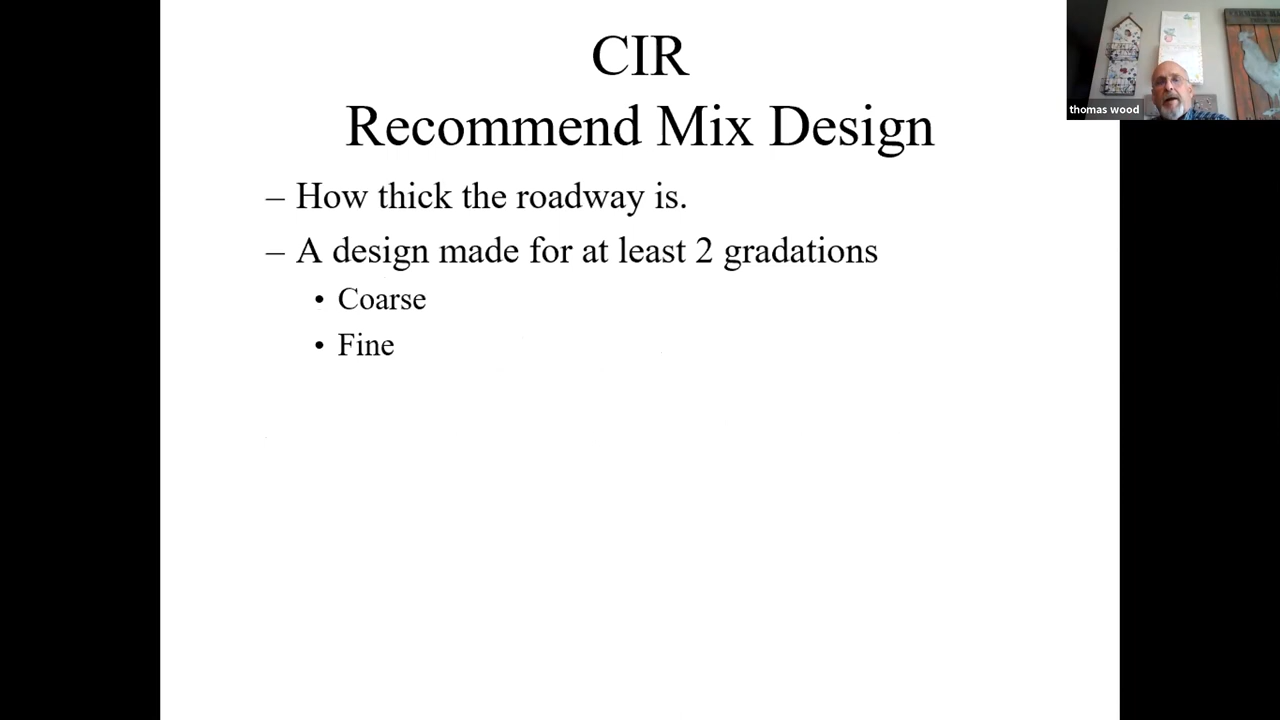 CIR
Recommend Mix Design
– How thick the roadway is.
– A design made for at least 2 gradations
• Coarse
• Fine
thomas wood